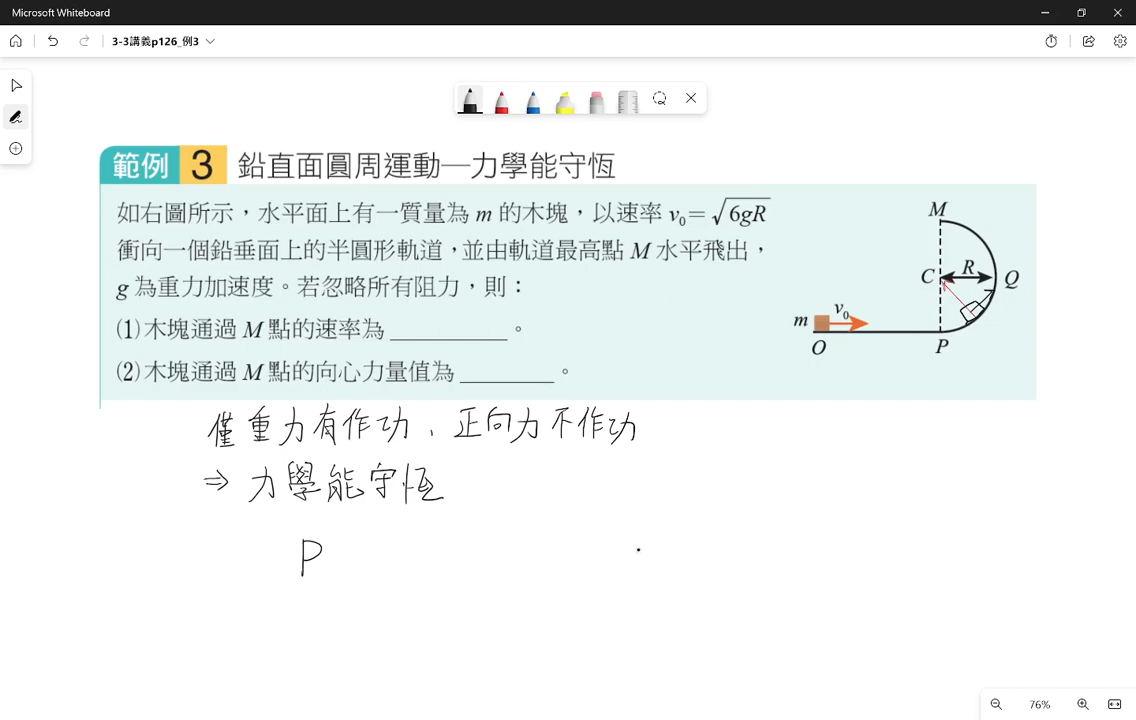 Microsoft Whiteboard
3-3講義p126_例3
範例 3 鉛直面圓周運動—力學能守恆
如右圖所示，水平面上有一質量為 m 的木塊，以速率 v₀=√6gR
衝向一個鉛垂面上的半圓形軌道，並由軌道最高點 M 水平飛出，
g 為重力加速度。若忽略所有阻力，則：
(1)木塊通過 M 點的速率為 ________。
(2)木塊通過 M 點的向心力量值為 ________。
M
C
R
Q
m
v₀
O
P
僅重力有作功、正向力不作功
⇒ 力學能守恆
P
76%